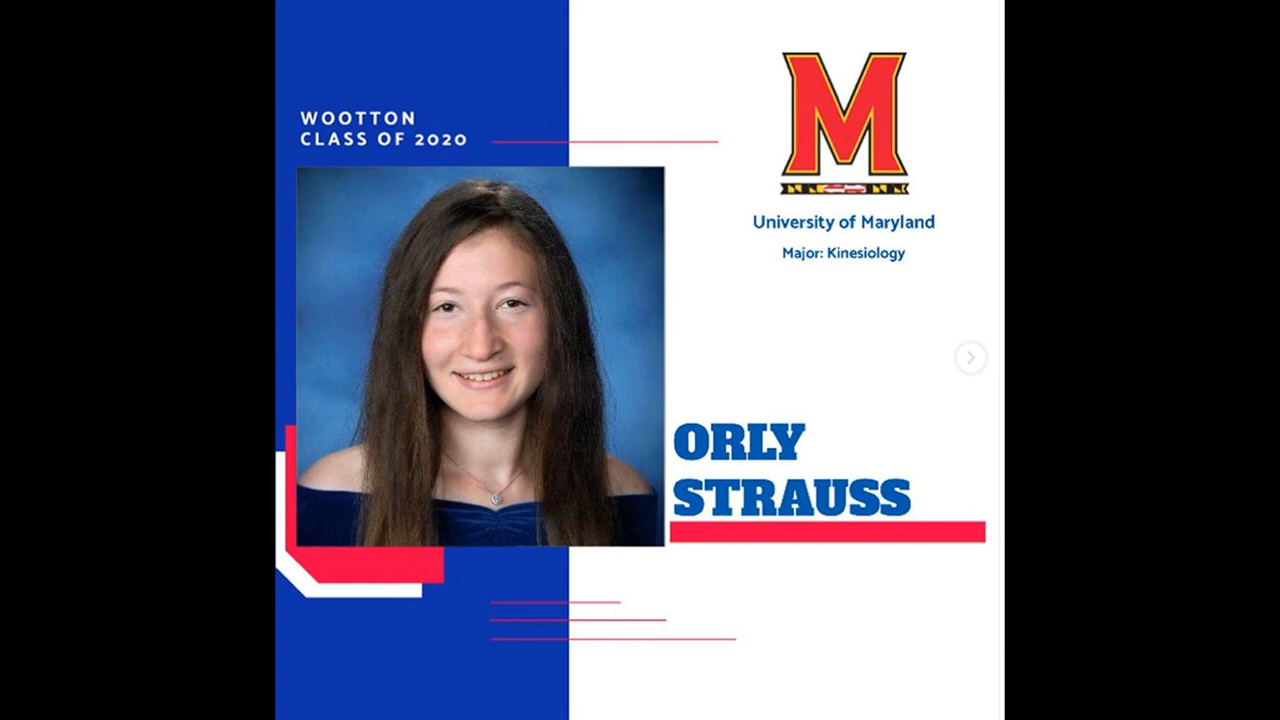 WOOTTON
CLASS OF 2020
M
University of Maryland
Major: Kinesiology
ORLY
STRAUSS